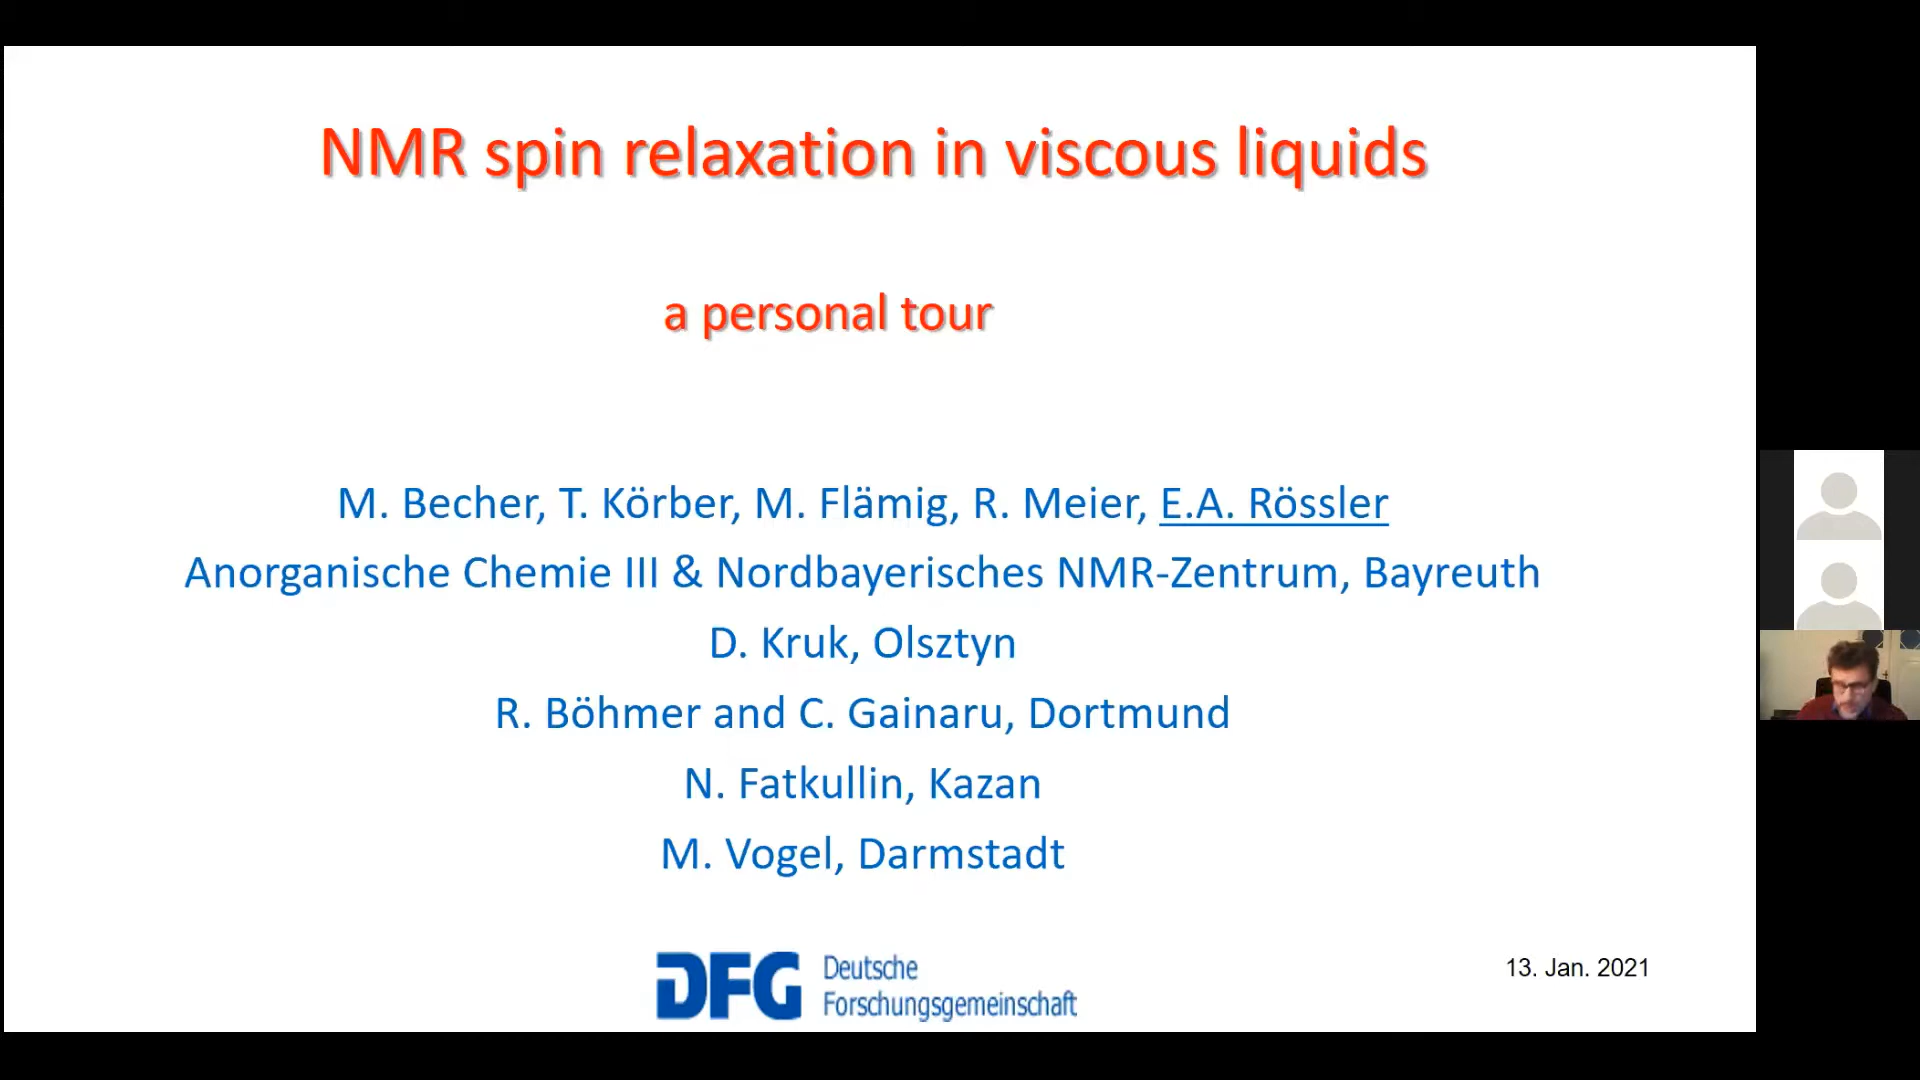 NMR spin relaxation in viscous liquids
a personal tour
M. Becher, T. Körber, M. Flämig, R. Meier, E.A. Rössler
Anorganische Chemie III & Nordbayerisches NMR-Zentrum, Bayreuth
D. Kruk, Olsztyn
R. Böhmer and C. Gainaru, Dortmund
N. Fatkullin, Kazan
M. Vogel, Darmstadt
DFG Deutsche
Forschungsgemeinschaft
13. Jan. 2021